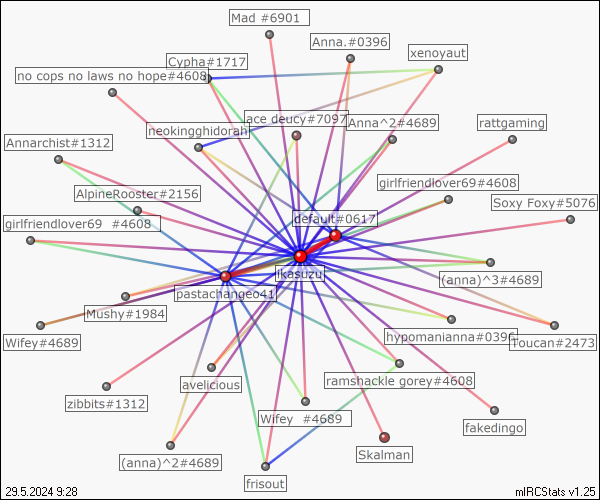 Mad #6901
Anna.#0396
xenoyaut
Cypha#1717
no cops no laws no hope#4608
ace deucy#7097
Anna^2#4689
rattgaming
neokingghidorah
Annarchist#1312
girlfriendlover69#4608
AlpineRooster#2156
Soxy Foxy#5076
default#0617
girlfriendlover69 #4608
ikasuzu
(anna)^3#4689
pastachangeo41
Mushy#1984
hypomanianna#0396
Wifey#4689
Toucan#2473
avelicious
ramshackle gorey#4608
zibbits#1312
Wifey #4689
fakedingo
Skalman
(anna)^2#4689
frisout
29.5.2024 9:28
mIRCStats v1.25